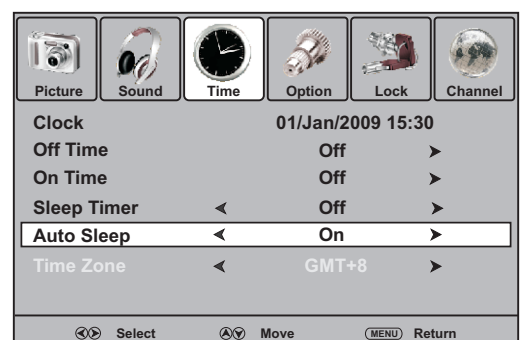 Picture Sound Time Option Lock Channel
Clock 01/Jan/2009 15:30
Off Time Off
On Time Off
Sleep Timer Off
Auto Sleep On
Time Zone GMT+8
Select Move MENU Return